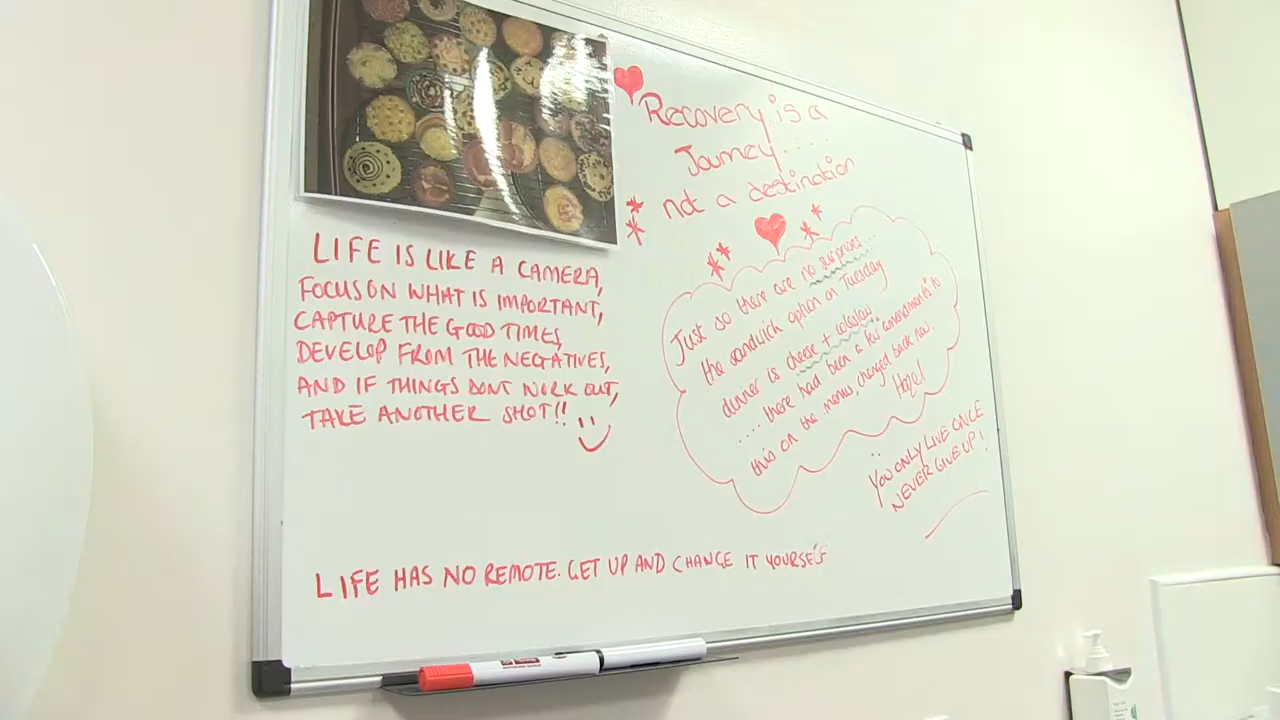 Recovery is a
Journey....
not a destination
LIFE IS LIKE A CAMERA,
FOCUS ON WHAT IS IMPORTANT,
CAPTURE THE GOOD TIMES,
DEVELOP FROM THE NEGATIVES,
AND IF THINGS DONT WORK OUT,
TAKE ANOTHER SHOT!!
Just so there are no surprises...
the sandwich option on Tuesday
dinner is cheese + coleslaw
.... there had been a few amendments to
this on the menus, changed back now.
YOU ONLY LIVE ONCE
NEVER GIVE UP!
LIFE HAS NO REMOTE. GET UP AND CHANGE IT YOURSELF